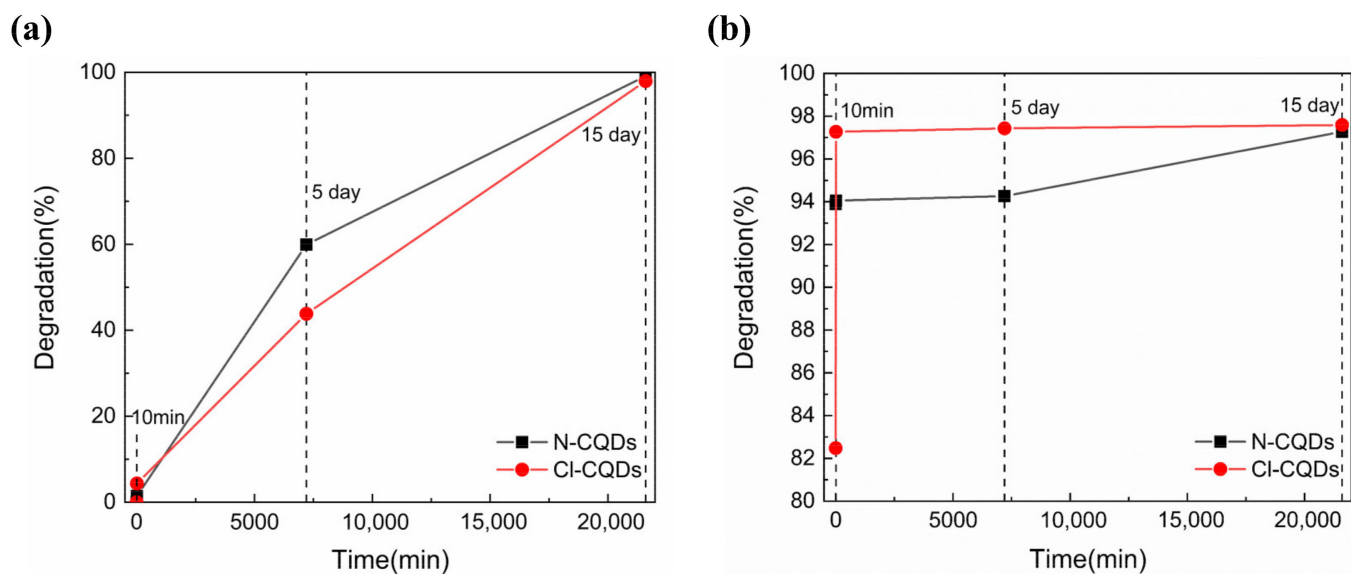 (a)
100
80
60
40
20
0
Degradation(%)
10min
5 day
15 day
N-CQDs
Cl-CQDs
0 5000 10,000 15,000 20,000
Time(min)
(b)
100
98
96
94
92
90
88
86
84
82
80
Degradation(%)
10min
5 day
15 day
N-CQDs
Cl-CQDs
0 5000 10,000 15,000 20,000
Time(min)